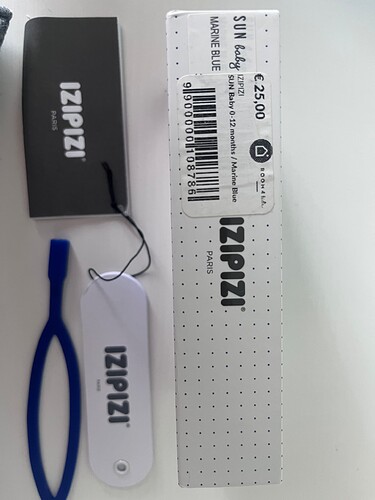 IZIPIZI®
PARIS
SUN baby
MARINE BLUE
€ 25,00
IZIPIZI
SUN Baby 0-12 months / Marine Blue
9900000108786
IZIPIZI®
PARIS
IZIPIZI®
PARIS